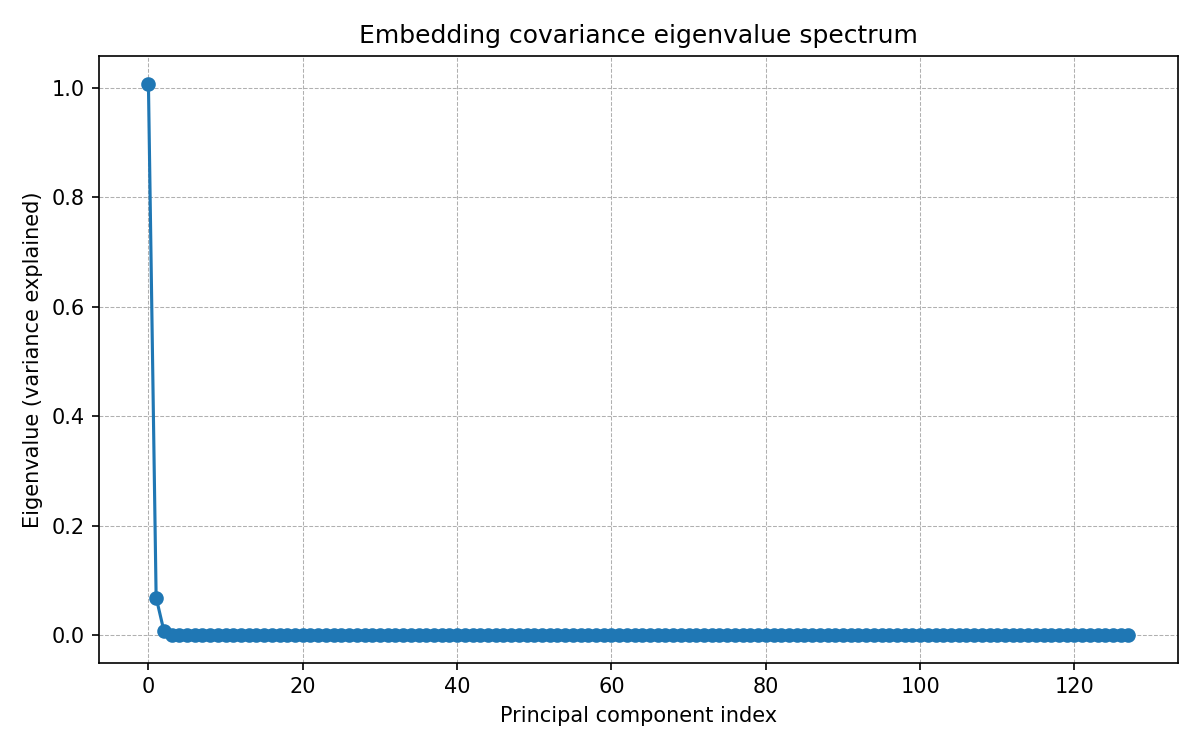 Embedding covariance eigenvalue spectrum
Eigenvalue (variance explained)
1.0
0.8
0.6
0.4
0.2
0.0
0 20 40 60 80 100 120
Principal component index